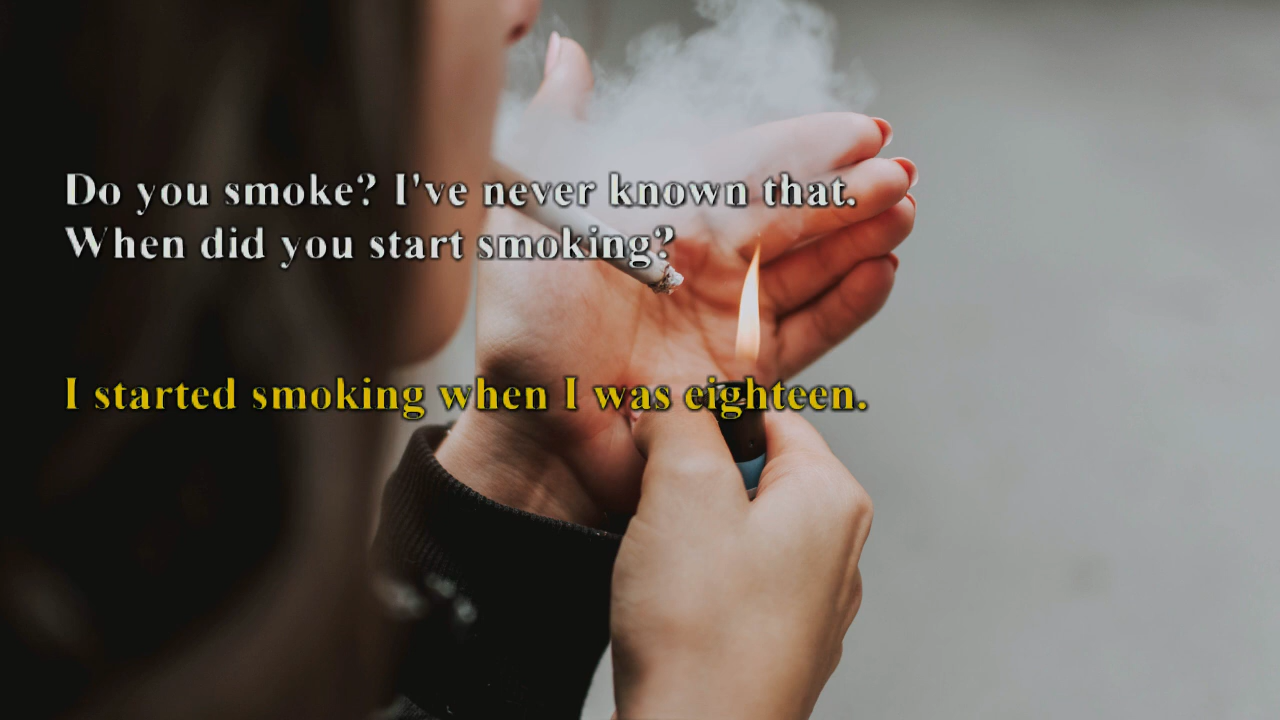 Do you smoke? I've never known that.
When did you start smoking?
I started smoking when I was eighteen.